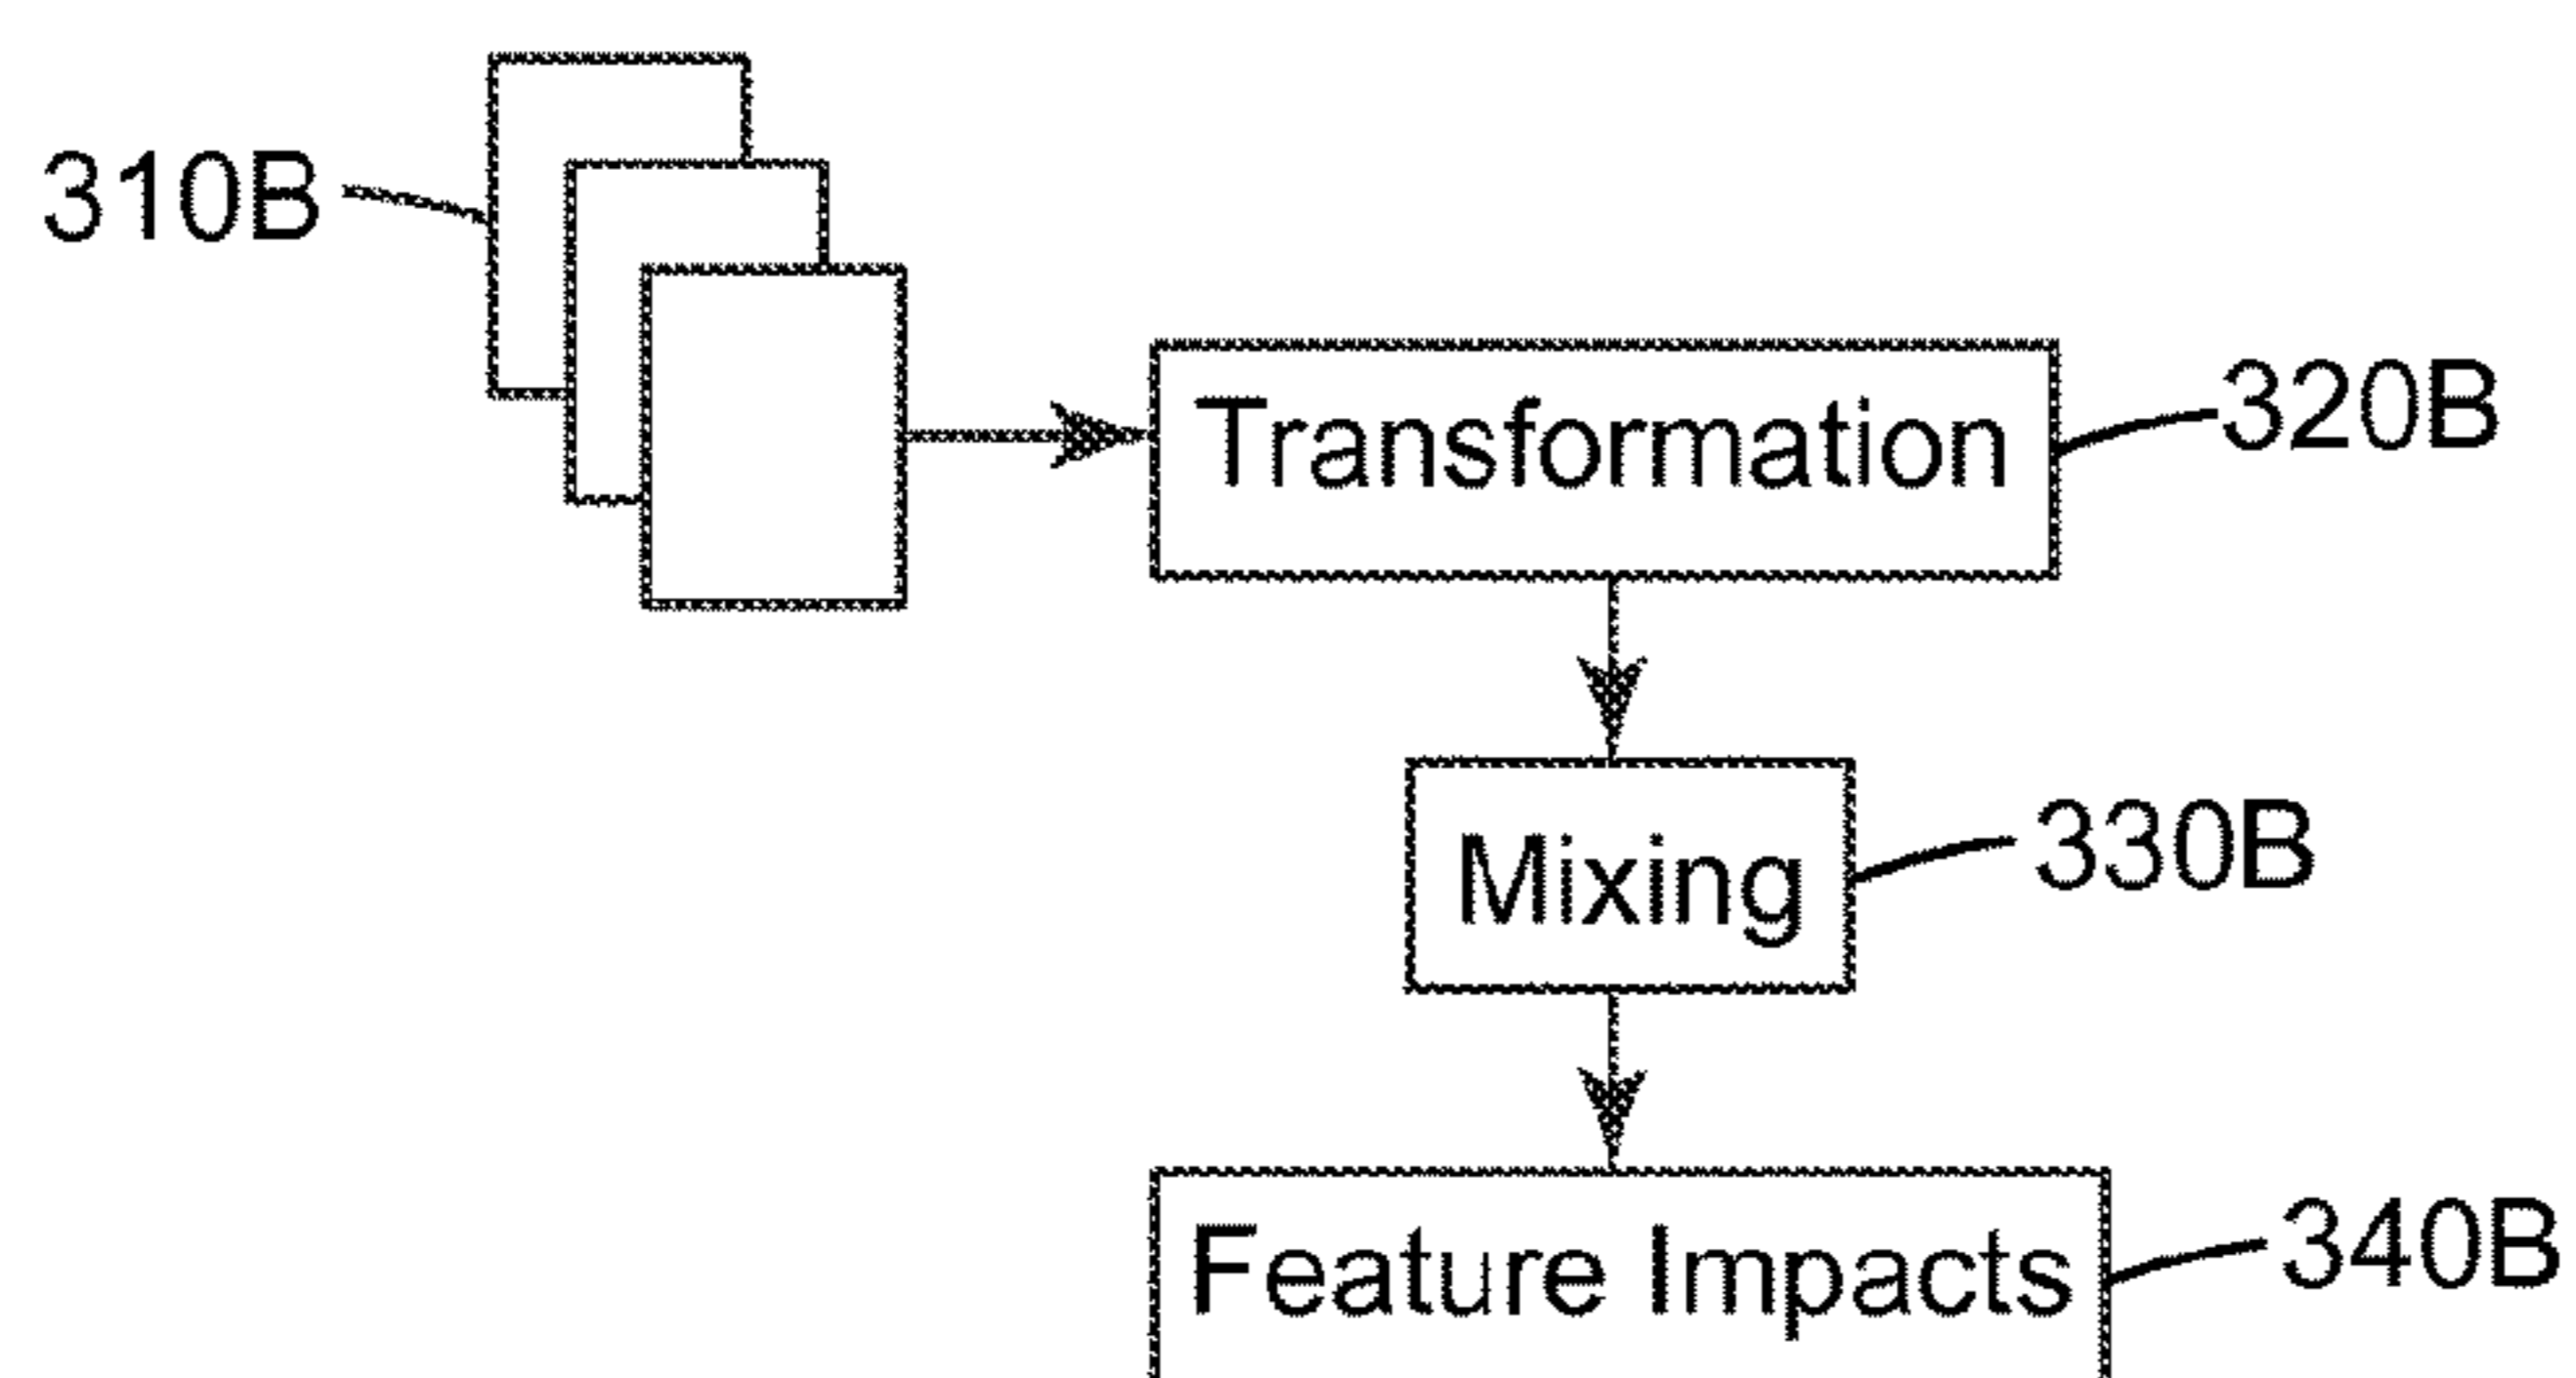 310B
Transformation
320B
Mixing
330B
Feature Impacts
340B